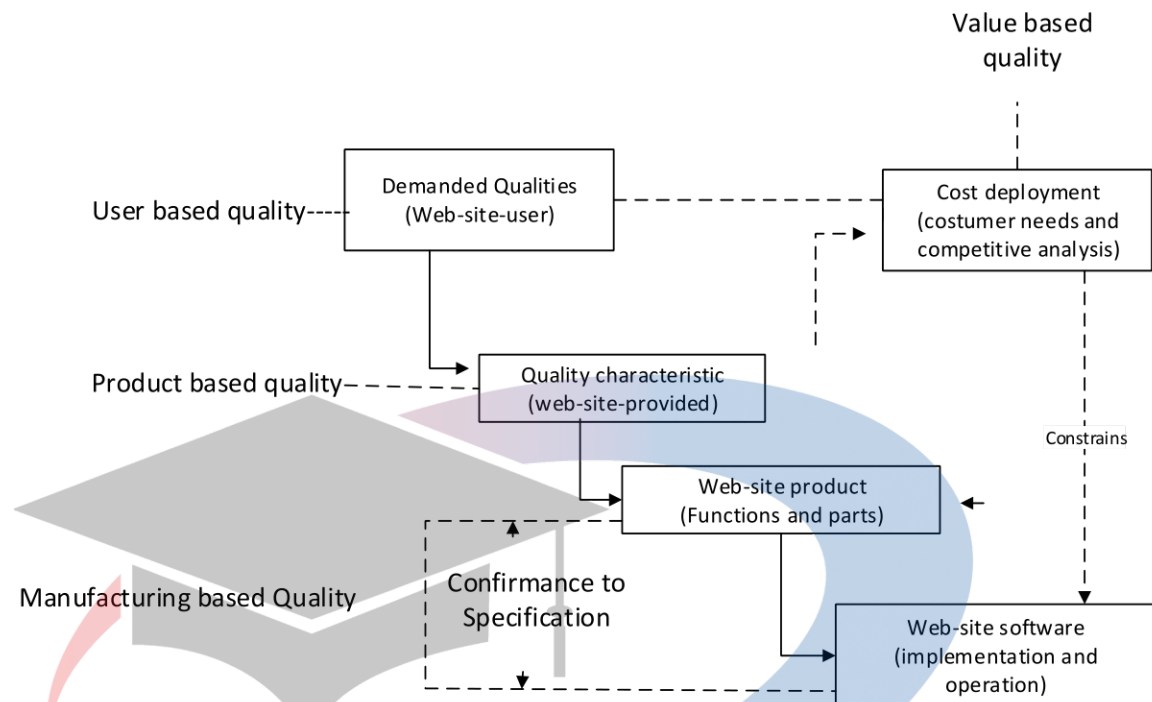 Value based
quality
Demanded Qualities
(Web-site-user)
Cost deployment
(costumer needs and
competitive analysis)
User based quality
Quality characteristic
(web-site-provided)
Product based quality
Constrains
Web-site product
(Functions and parts)
Manufacturing based Quality
Confirmance to
Specification
Web-site software
(implementation and
operation)